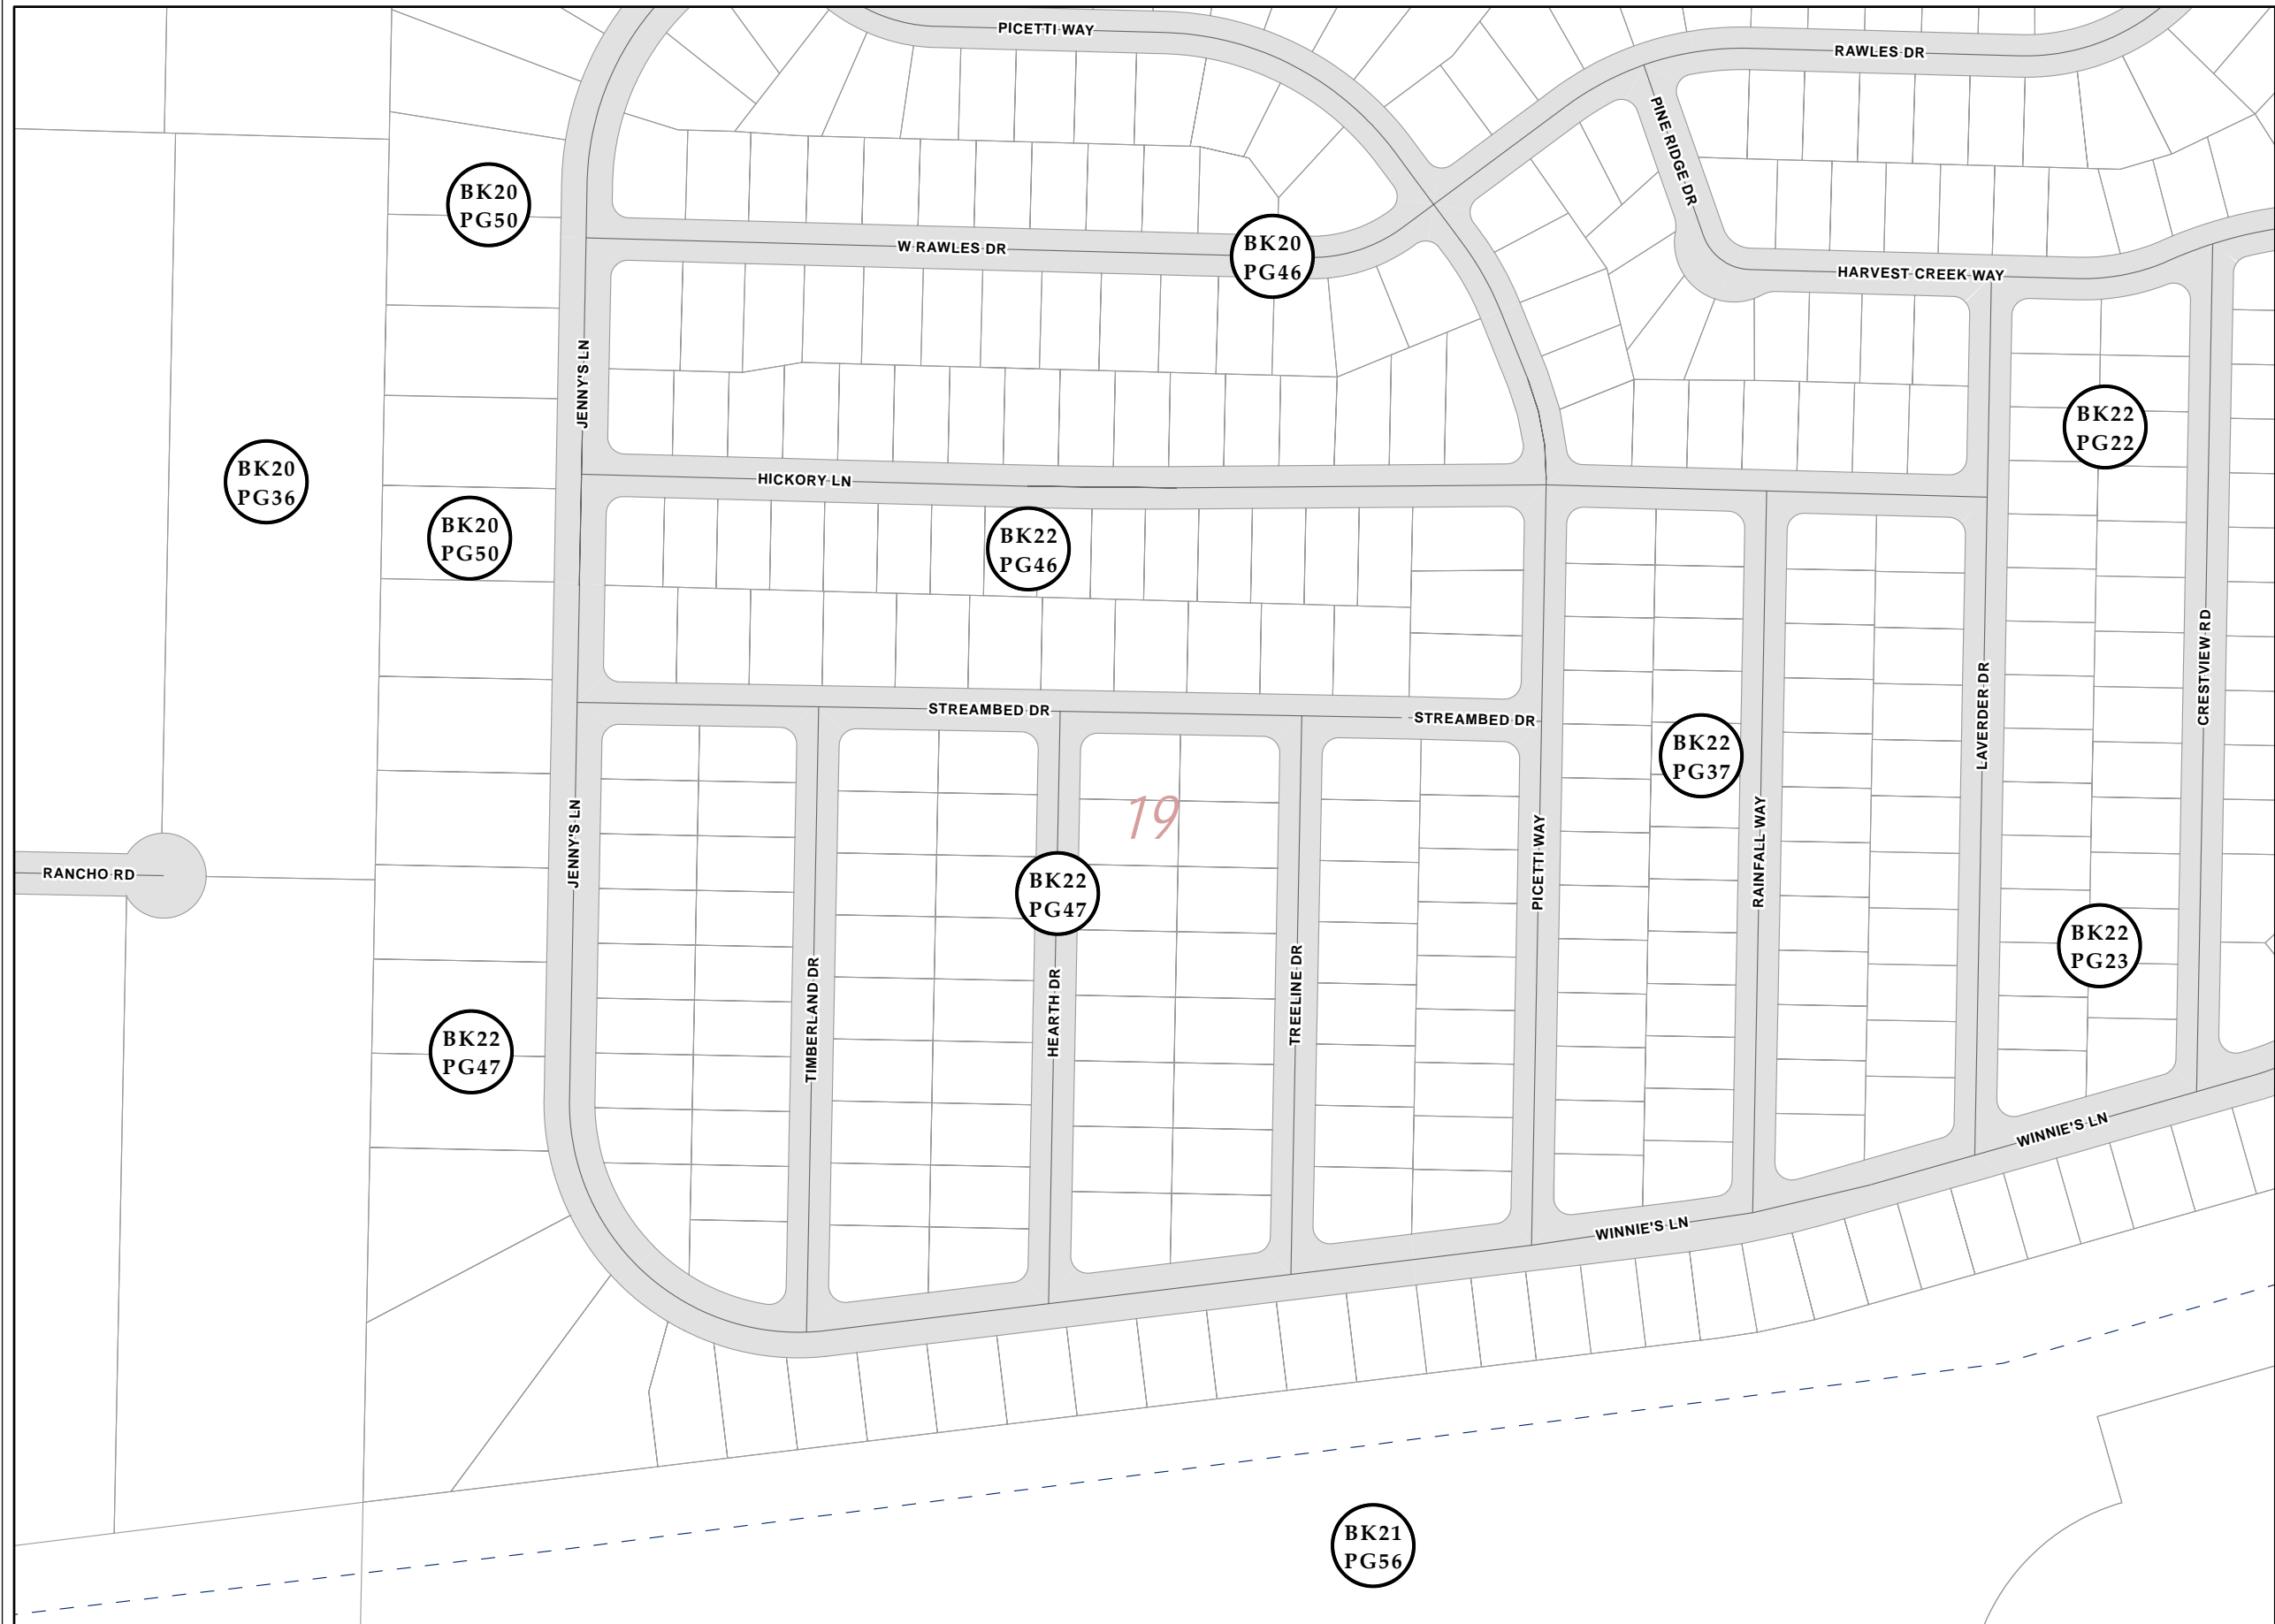 PICETTI WAY
RAWLES DR
PINE RIDGE DR
BK20
PG50
W RAWLES DR
BK20
PG46
HARVEST CREEK WAY
JENNY'S LN
BK22
PG22
BK20
PG36
HICKORY LN
BK20
PG50
BK22
PG46
CRESTVIEW RD
LAVERDER DR
STREAMBED DR
STREAMBED DR
BK22
PG37
19
JENNY'S LN
PICETTI WAY
RAINFALL WAY
RANCHO RD
BK22
PG47
BK22
PG23
TIMBERLAND DR
HEARTH DR
TREELINE DR
BK22
PG47
WINNIE'S LN
WINNIE'S LN
BK21
PG56